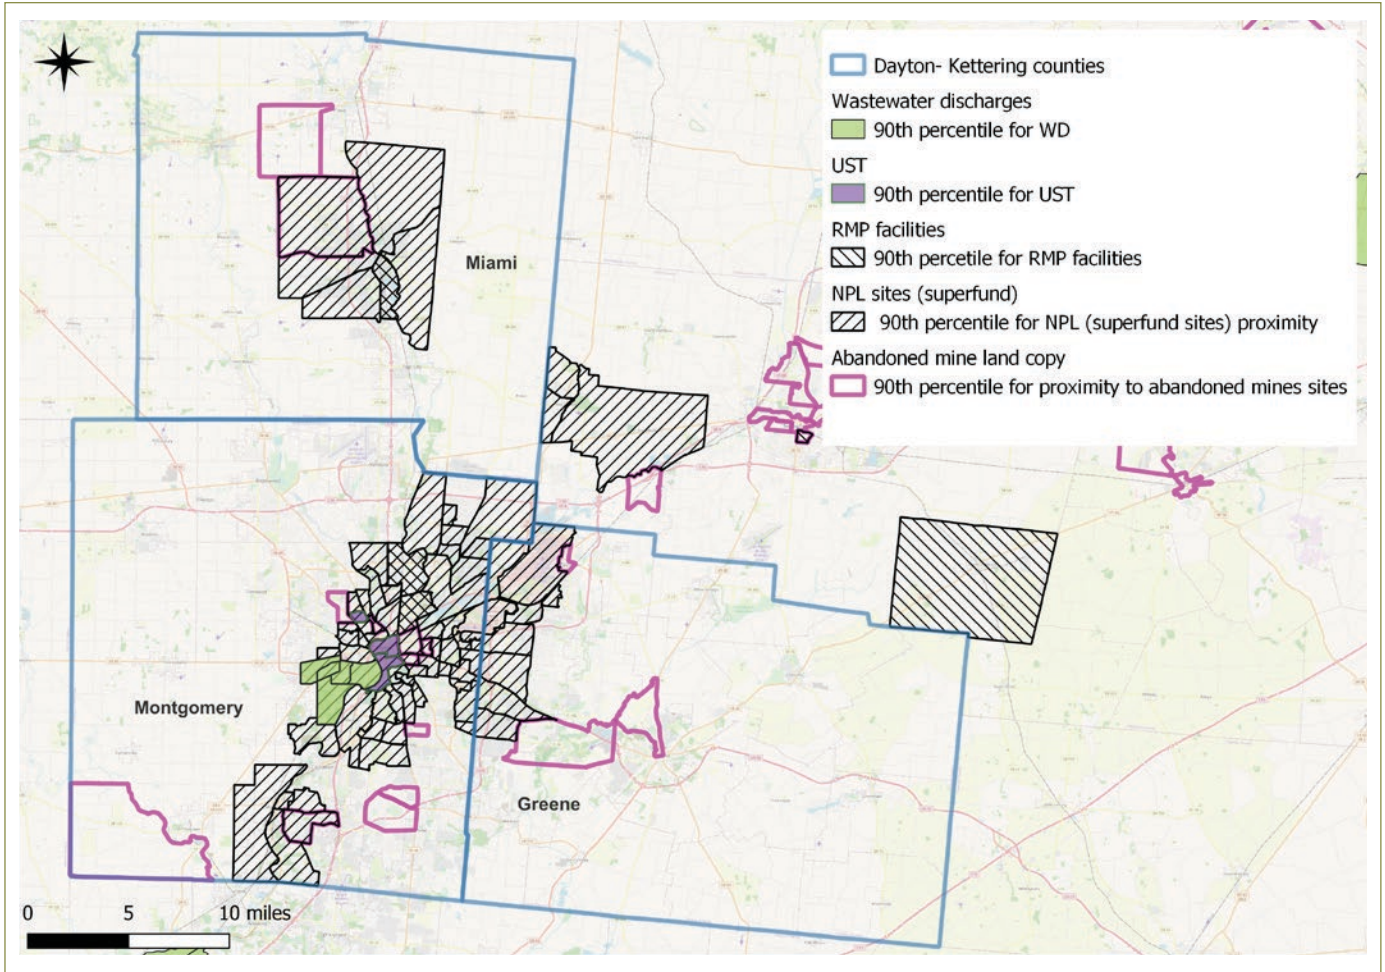 Dayton- Kettering counties
Wastewater discharges
90th percentile for WD
UST
90th percentile for UST
RMP facilities
90th percetile for RMP facilities
NPL sites (superfund)
90th percentile for NPL (superfund sites) proximity
Abandoned mine land copy
90th percentile for proximity to abandoned mines sites
Miami
Montgomery
Greene
0 5 10 miles